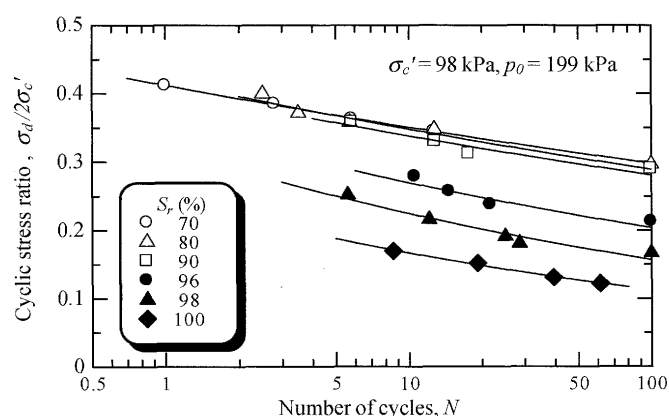 Cyclic stress ratio, σd/2σc'
0.5
0.4
0.3
0.2
0.1
0
σc' = 98 kPa, p0 = 199 kPa
Sr (%)
70
80
90
96
98
100
0.5 1 5 10 50 100
Number of cycles, N